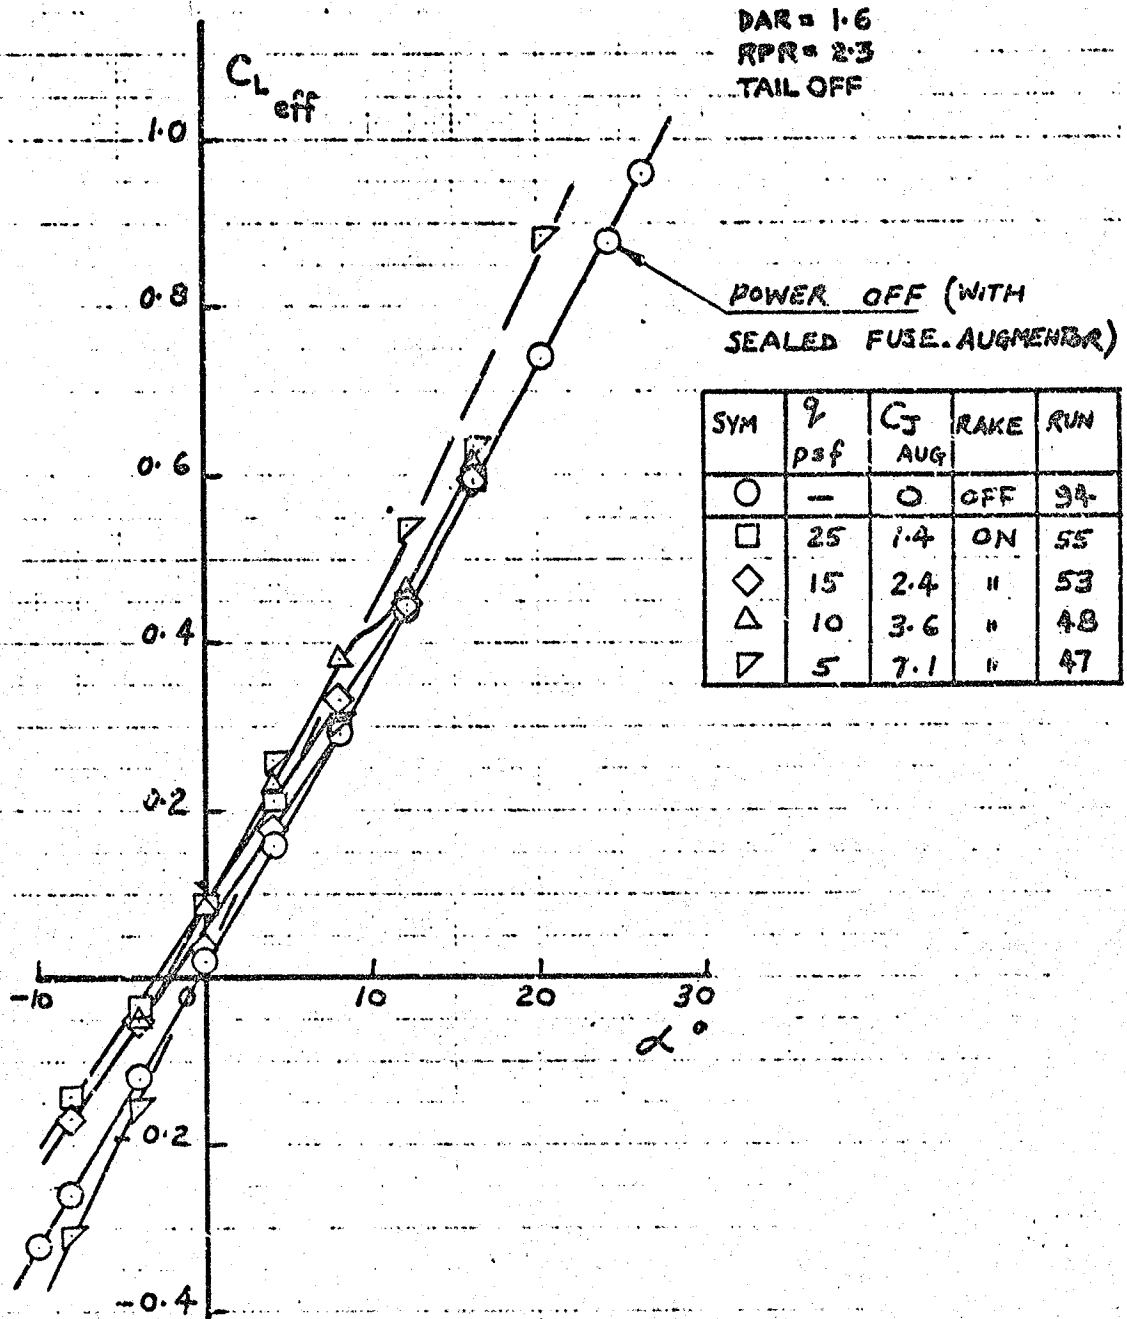 DAR = 1.6
RPR = 2.3
TAIL OFF
C_L eff
1.0
0.8
0.6
0.4
0.2
-10 0 10 20 30
α°
-0.2
-0.4
POWER OFF (WITH
SEALED FUSE. AUGMENTOR)
SYM q psf C_J AUG RAKE RUN
○ — 0 OFF 94
□ 25 1.4 ON 55
◇ 15 2.4 " 53
△ 10 3.6 " 48
▽ 5 7.1 " 47